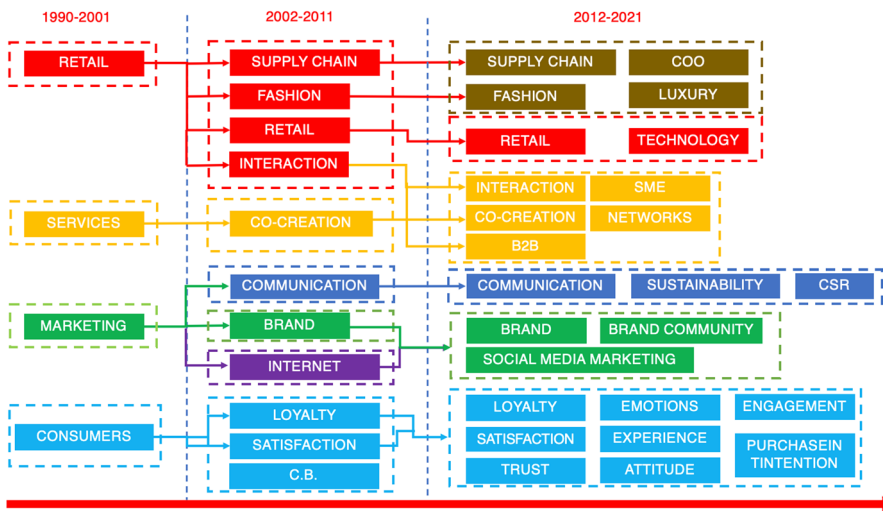 1990-2001
2002-2011
2012-2021
RETAIL
SUPPLY CHAIN
SUPPLY CHAIN
COO
FASHION
FASHION
LUXURY
RETAIL
RETAIL
TECHNOLOGY
INTERACTION
INTERACTION
SME
SERVICES
CO-CREATION
CO-CREATION
NETWORKS
B2B
COMMUNICATION
COMMUNICATION
SUSTAINABILITY
CSR
MARKETING
BRAND
BRAND
BRAND COMMUNITY
INTERNET
SOCIAL MEDIA MARKETING
CONSUMERS
LOYALTY
LOYALTY
EMOTIONS
ENGAGEMENT
SATISFACTION
SATISFACTION
EXPERIENCE
PURCHASEIN
TINTENTION
C.B.
TRUST
ATTITUDE